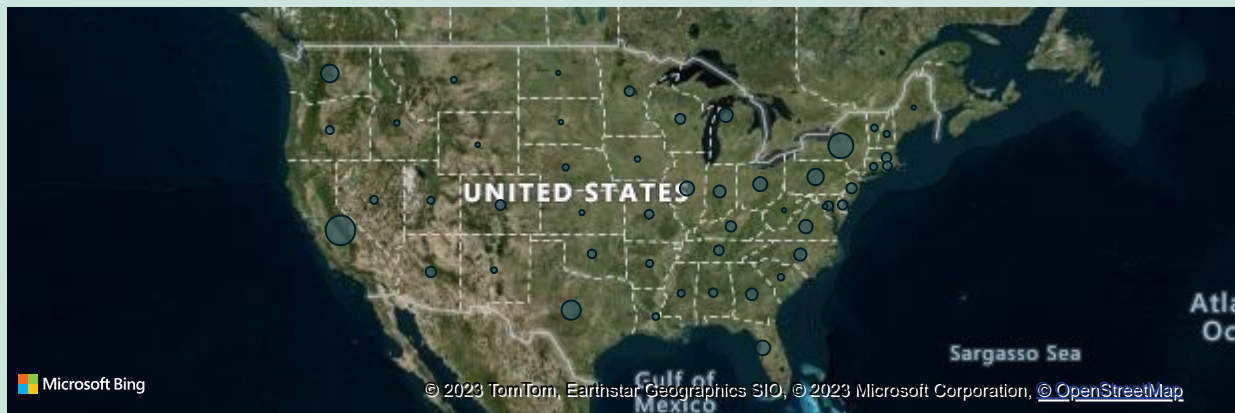 UNITED STATES
Atla
Oc
Sargasso Sea
Gulf of
Mexico
Microsoft Bing
© 2023 TomTom, Earthstar Geographics SIO, © 2023 Microsoft Corporation, © OpenStreetMap